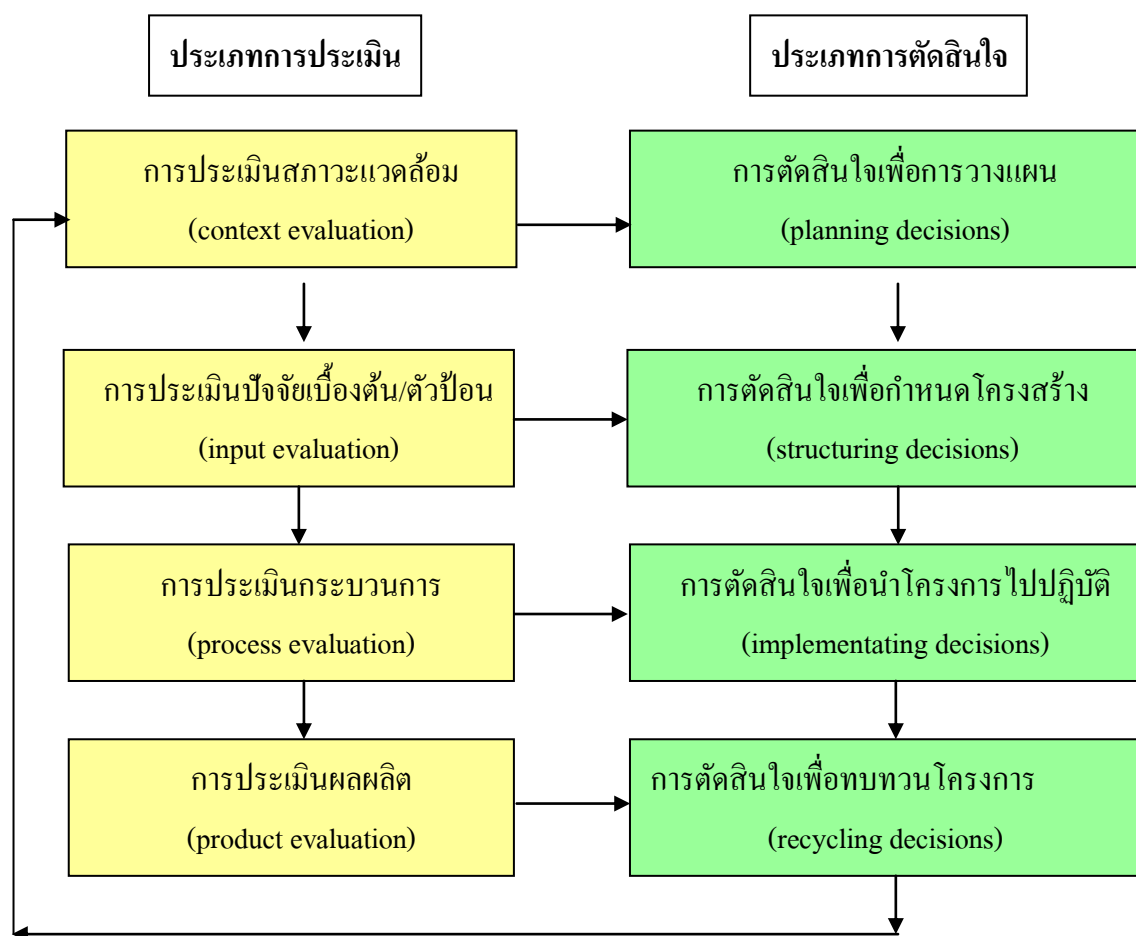 ประเภทการประเมิน
ประเภทการตัดสินใจ
การประเมินสภาวะแวดล้อม
(context evaluation)
การตัดสินใจเพื่อการวางแผน
(planning decisions)
การประเมินปัจจัยเบื้องต้น/ตัวป้อน
(input evaluation)
การตัดสินใจเพื่อกำหนดโครงสร้าง
(structuring decisions)
การประเมินกระบวนการ
(process evaluation)
การตัดสินใจเพื่อนำโครงการไปปฏิบัติ
(implementating decisions)
การประเมินผลผลิต
(product evaluation)
การตัดสินใจเพื่อทบทวนโครงการ
(recycling decisions)